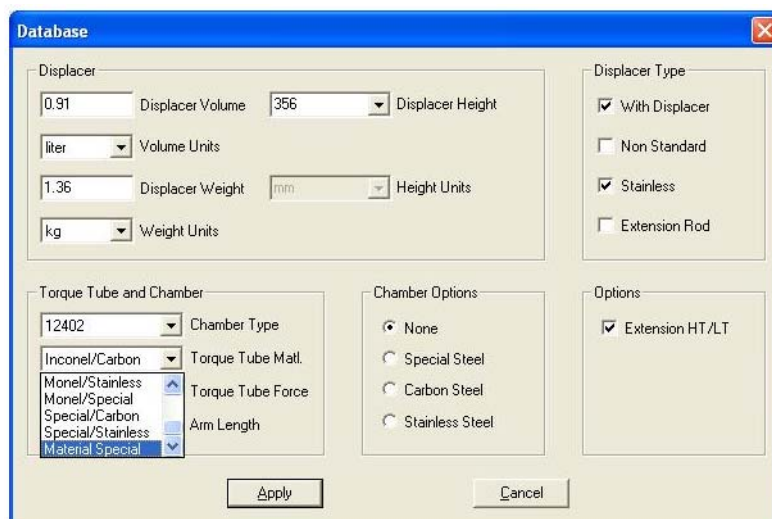 Database
Displacer
0.91 Displacer Volume 356 Displacer Height
liter Volume Units
1.36 Displacer Weight mm Height Units
kg Weight Units
Displacer Type
With Displacer
Non Standard
Stainless
Extension Rod
Torque Tube and Chamber
12402 Chamber Type
Inconel/Carbon Torque Tube Matl.
Monel/Stainless
Monel/Special
Special/Carbon
Special/Stainless
Material Special
Torque Tube Force
Arm Length
Chamber Options
None
Special Steel
Carbon Steel
Stainless Steel
Options
Extension HT/LT
Apply Cancel